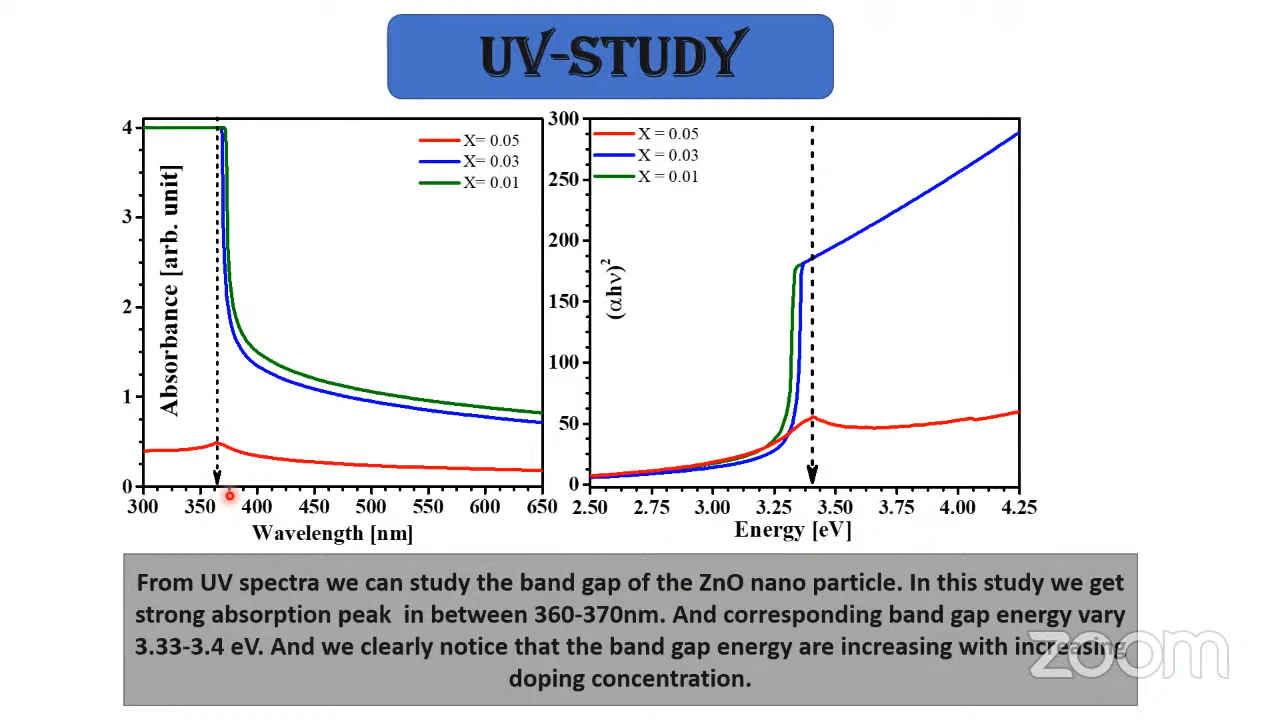 UV-STUDY
4
3
2
1
0
Absorbance [arb. unit]
X= 0.05
X= 0.03
X= 0.01
300 350 400 450 500 550 600 650
Wavelength [nm]
300
250
200
150
100
50
0
(αhν)²
X = 0.05
X = 0.03
X = 0.01
2.50 2.75 3.00 3.25 3.50 3.75 4.00 4.25
Energy [eV]
From UV spectra we can study the band gap of the ZnO nano particle. In this study we get
strong absorption peak in between 360-370nm. And corresponding band gap energy vary
3.33-3.4 eV. And we clearly notice that the band gap energy are increasing with increasing
doping concentration.
zoom